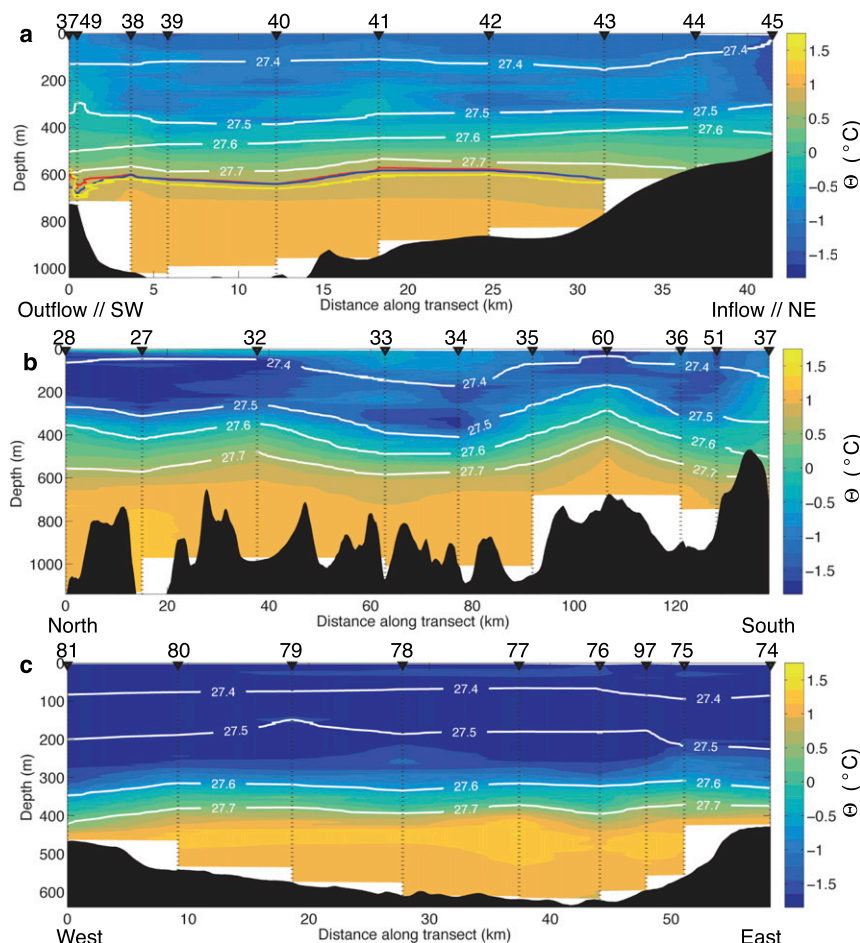 37 49 38 39 40 41 42 43 44 45
a
0
200
400
600
800
1000
Depth (m)
27.4 27.4 27.4
27.5 27.5
27.6 27.6
27.7 27.7
0 5 10 15 20 25 30 35 40
Distance along transect (km)
1.5
1
0.5
0
−0.5
−1
−1.5
Θ (°C)
Outflow // SW Inflow // NE
28 27 32 33 34 35 60 36 51 37
b
0
200
400
600
800
1000
Depth (m)
27.4 27.4 27.4
27.5 27.5 27.5
27.6 27.6 27.6
27.7 27.7 27.7
0 20 40 60 80 100 120
Distance along transect (km)
1.5
1
0.5
0
−0.5
−1
−1.5
Θ (°C)
North South
81 80 79 78 77 76 97 75 74
c
0
100
200
300
400
500
600
Depth (m)
27.4 27.4 27.4
27.5 27.5 27.5
27.6 27.6 27.6
27.7 27.7 27.7
0 10 20 30 40 50
Distance along transect (km)
1.5
1
0.5
0
−0.5
−1
−1.5
Θ (°C)
West East